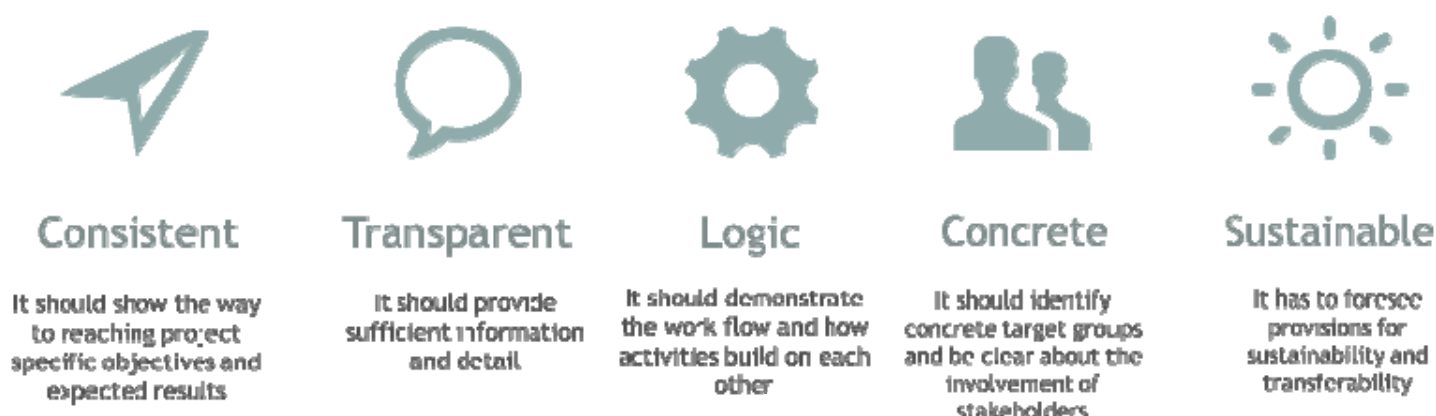 Consistent
It should show the way
to reaching project
specific objectives and
expected results
Transparent
It should provide
sufficient information
and detail
Logic
It should demonstrate
the work flow and how
activities build on each
other
Concrete
It should identify
concrete target groups
and be clear about the
involvement of
stakeholders
Sustainable
It has to foresee
provisions for
sustainability and
transferability